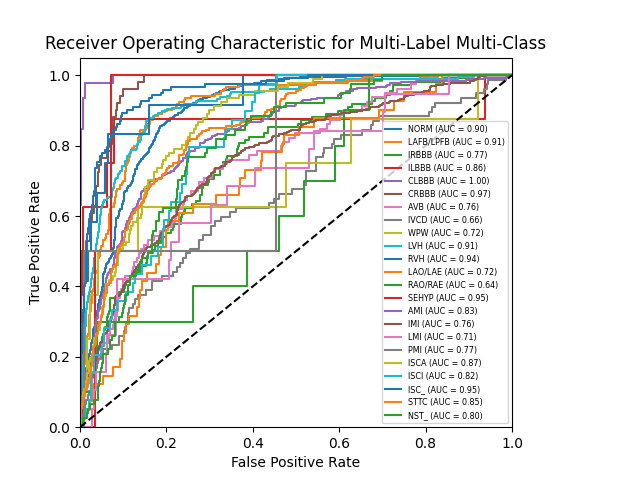 Receiver Operating Characteristic for Multi-Label Multi-Class
1.0
0.8
0.6
0.4
0.2
0.0
True Positive Rate
NORM (AUC = 0.90)
LAFB/LPFB (AUC = 0.91)
IRBBB (AUC = 0.77)
ILBBB (AUC = 0.86)
CLBBB (AUC = 1.00)
CRBBB (AUC = 0.97)
AVB (AUC = 0.76)
IVCD (AUC = 0.66)
WPW (AUC = 0.72)
LVH (AUC = 0.91)
RVH (AUC = 0.94)
LAO/LAE (AUC = 0.72)
RAO/RAE (AUC = 0.64)
SEHYP (AUC = 0.95)
AMI (AUC = 0.83)
IMI (AUC = 0.76)
LMI (AUC = 0.71)
PMI (AUC = 0.77)
ISCA (AUC = 0.87)
ISCI (AUC = 0.82)
ISC_ (AUC = 0.95)
STTC (AUC = 0.85)
NST_ (AUC = 0.80)
0.0 0.2 0.4 0.6 0.8 1.0
False Positive Rate